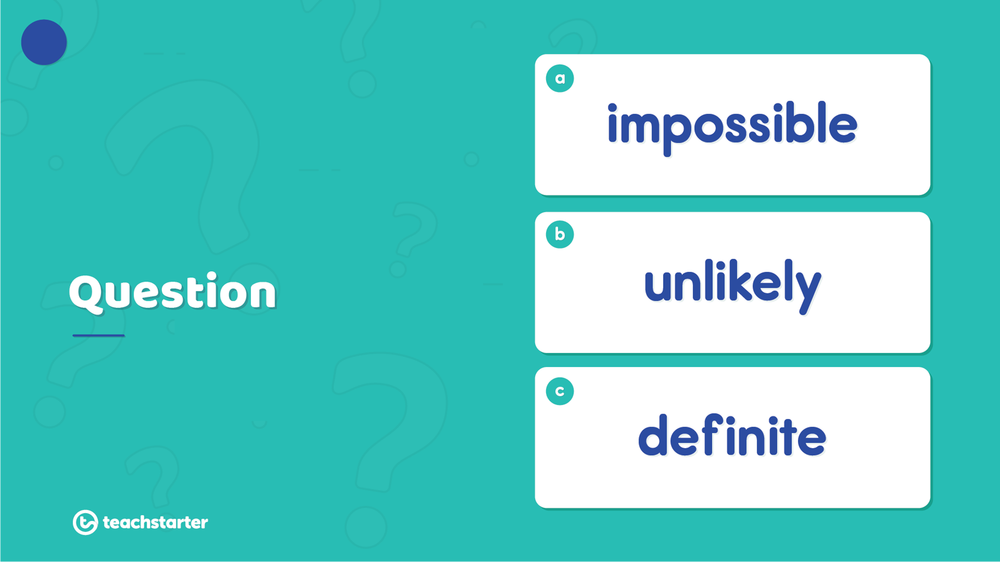 Question
a
impossible
b
unlikely
c
definite
teachstarter